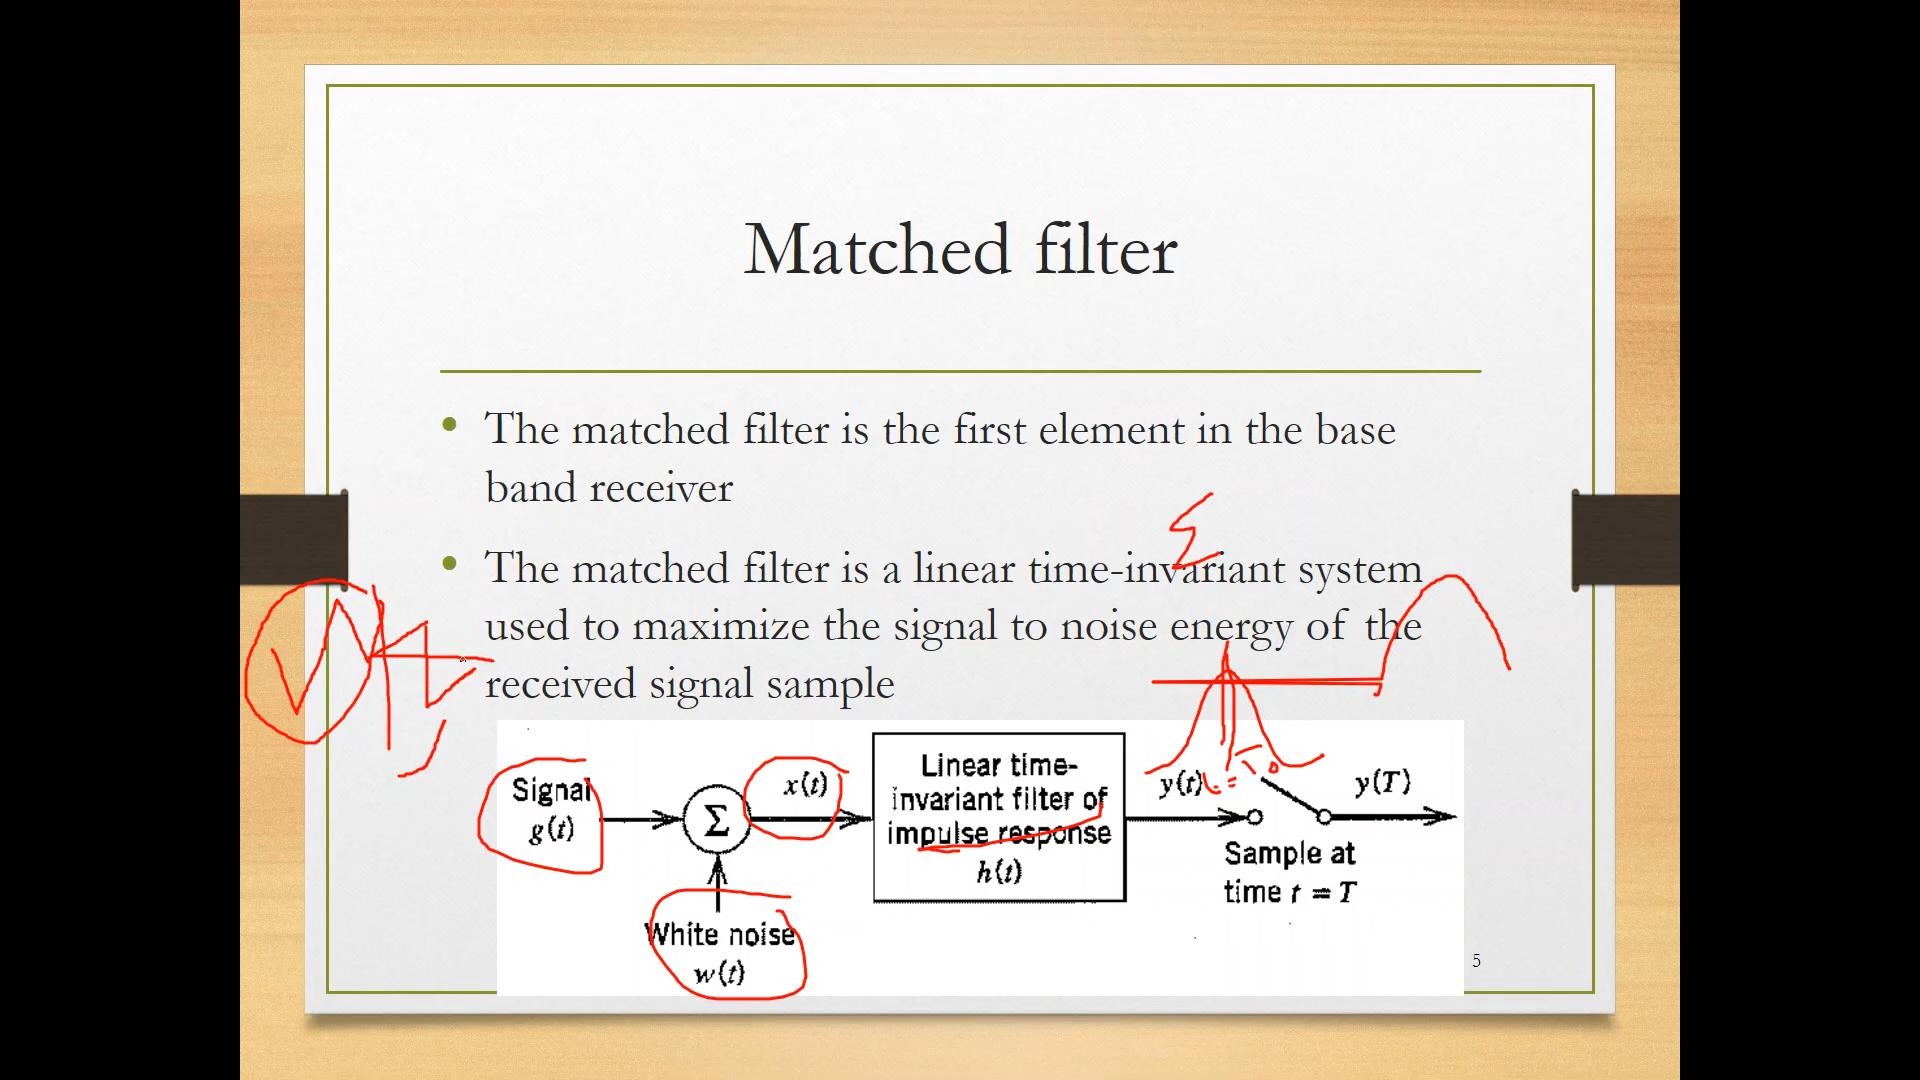 Matched filter
• The matched filter is the first element in the base
band receiver
• The matched filter is a linear time-invariant system
used to maximize the signal to noise energy of the
received signal sample
Signal
g(t)
Σ
x(t)
White noise
w(t)
Linear time-
invariant filter of
impulse response
h(t)
y(t)
Sample at
time t = T
y(T)
5